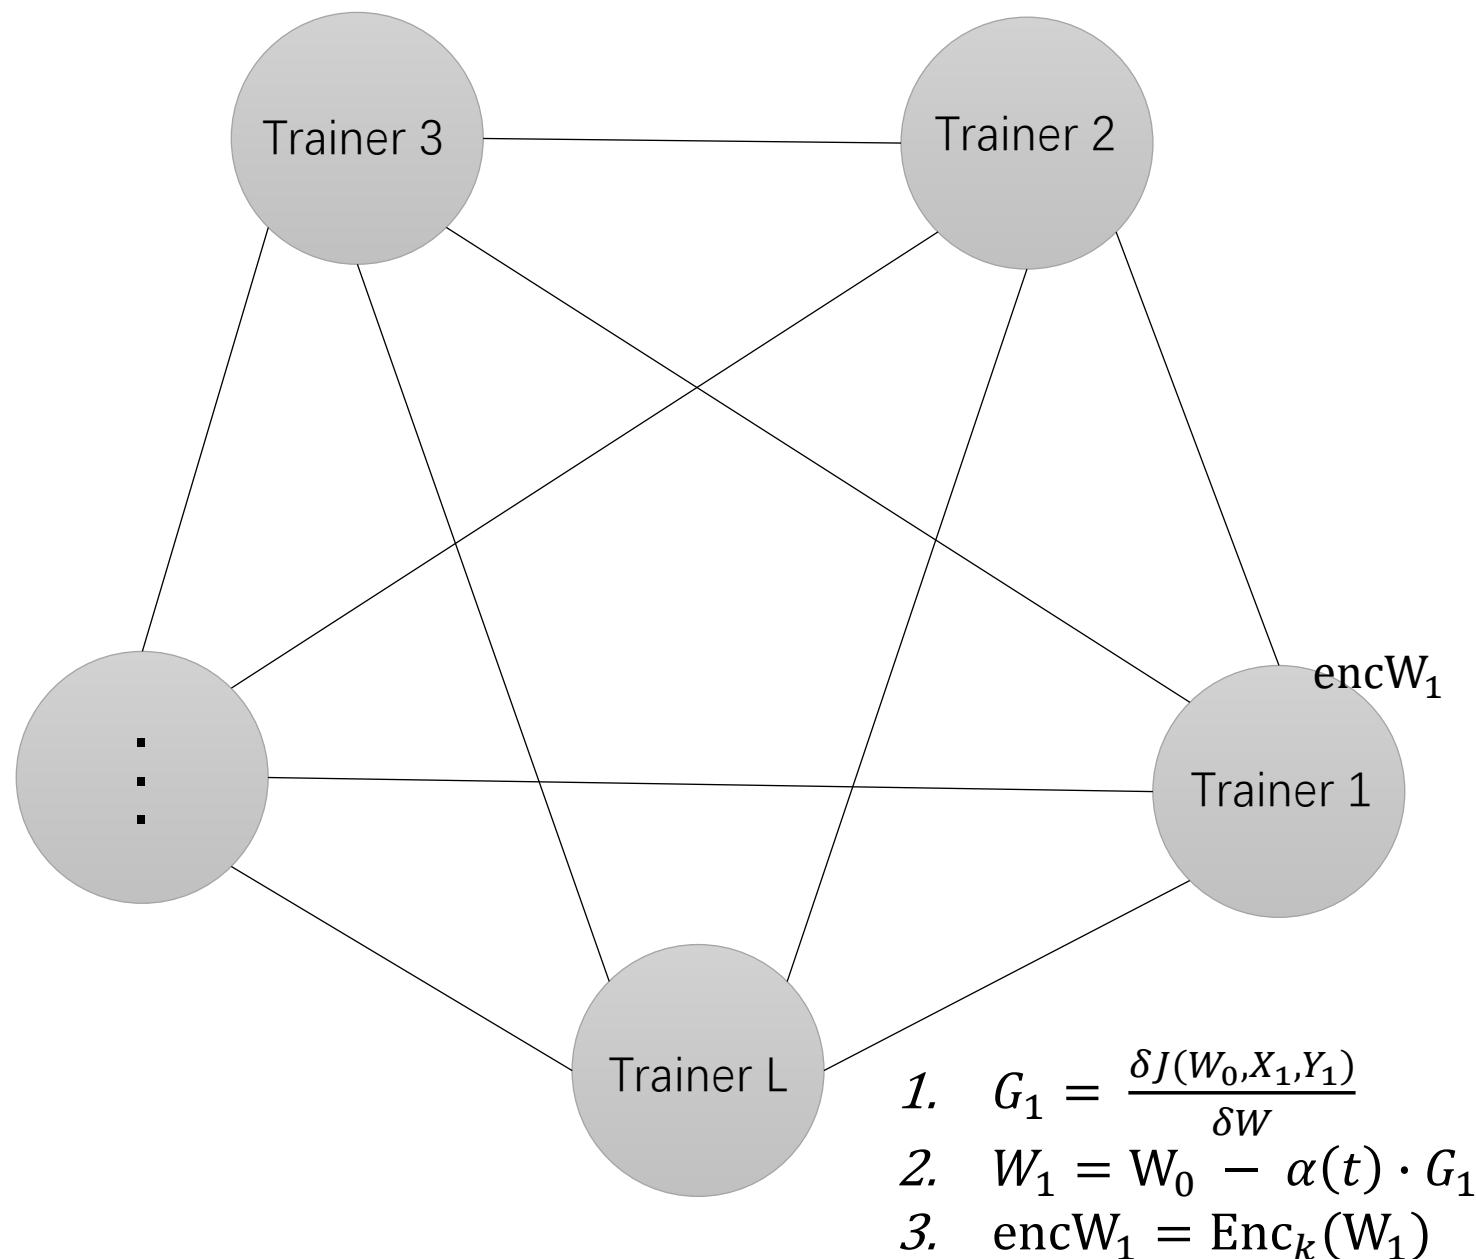 Trainer 3
Trainer 2
encW₁
⋮
Trainer 1
Trainer L
1. G₁ = δJ(W₀,X₁,Y₁)/δW
2. W₁ = W₀ − α(t) · G₁
3. encW₁ = Encₖ(W₁)